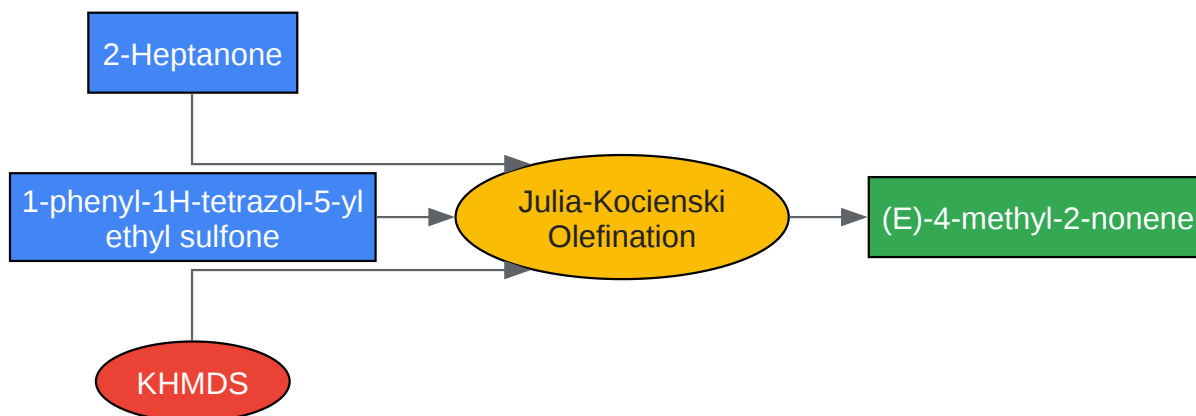 2-Heptanone
1-phenyl-1H-tetrazol-5-yl
ethyl sulfone
KHMDS
Julia-Kocienski
Olefination
(E)-4-methyl-2-nonene